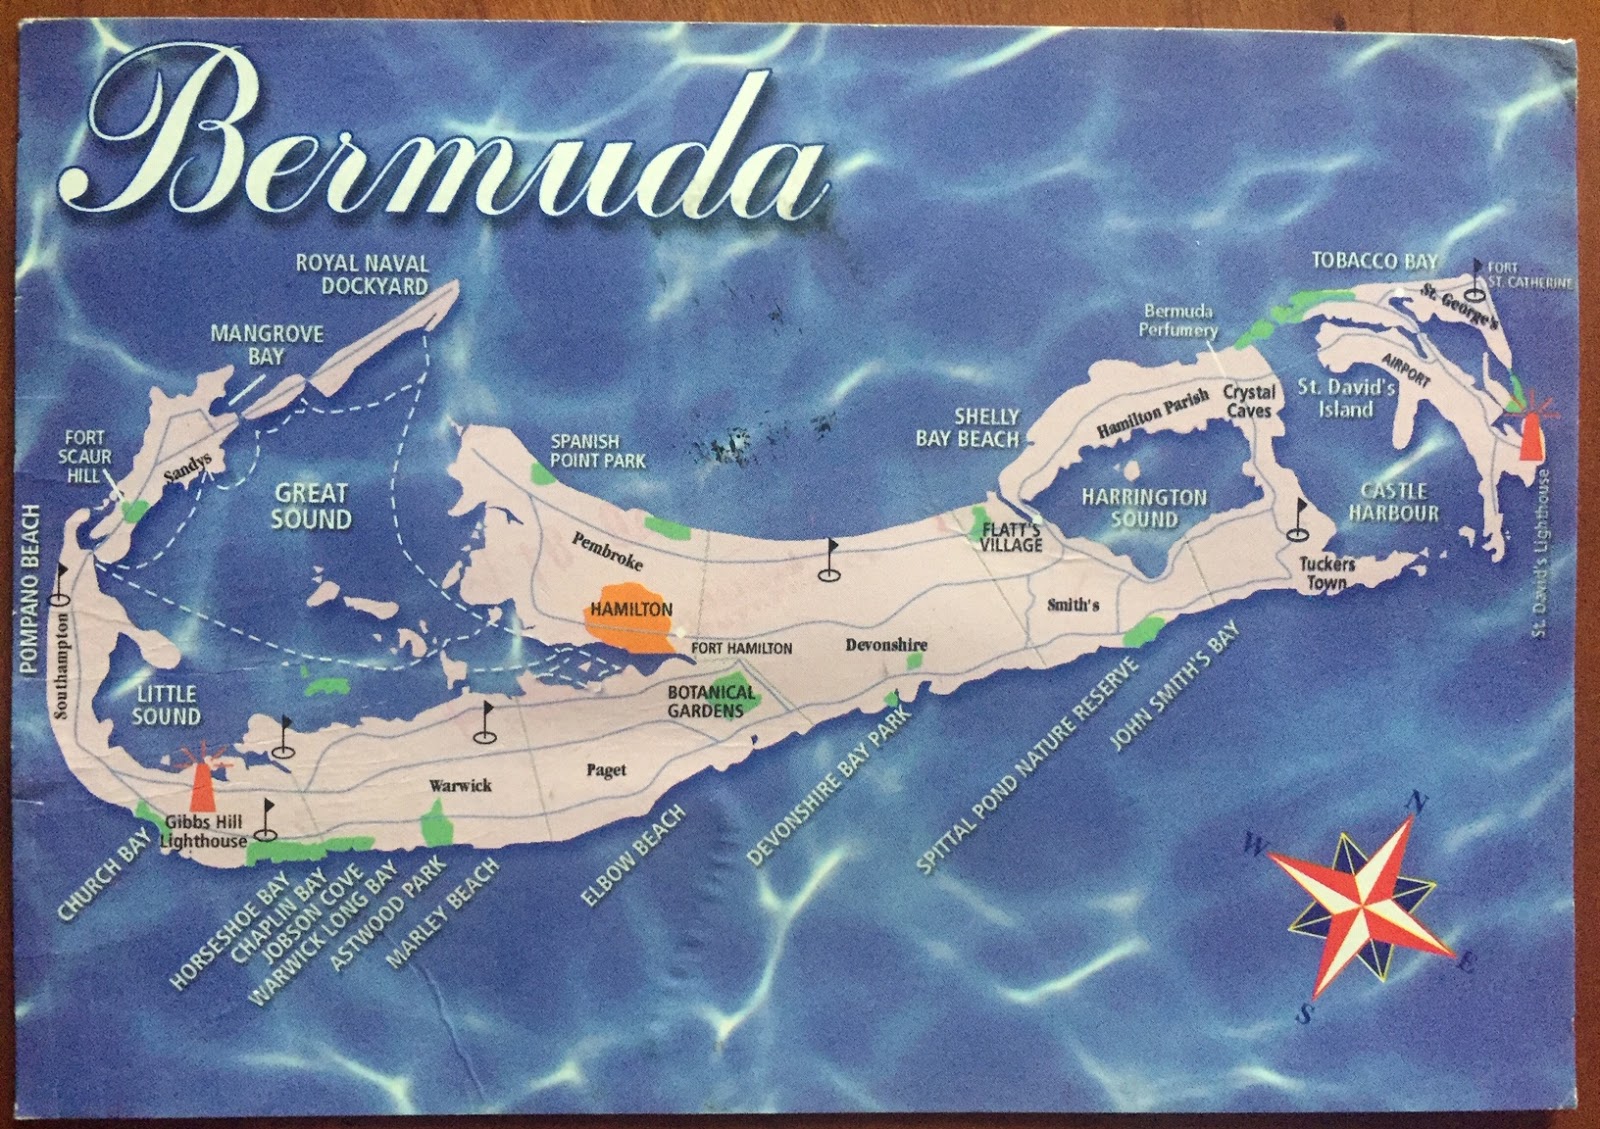 Bermuda
ROYAL NAVAL
DOCKYARD
MANGROVE
BAY
FORT
SCAUR
HILL
Sandys
GREAT
SOUND
POMPANO BEACH
Southampton
LITTLE
SOUND
SPANISH
POINT PARK
Pembroke
HAMILTON
FORT HAMILTON
BOTANICAL
GARDENS
Devonshire
Smith's
Paget
Warwick
Gibbs Hill
Lighthouse
SHELLY
BAY BEACH
FLATT'S
VILLAGE
HARRINGTON
SOUND
Hamilton Parish
Crystal
Caves
Bermuda
Perfumery
TOBACCO BAY
FORT
ST. CATHERINE
St. George's
AIRPORT
St. David's
Island
CASTLE
HARBOUR
Tuckers
Town
St. David's Lighthouse
CHURCH BAY
HORSESHOE BAY
CHAPLIN BAY
JOBSON COVE
WARWICK LONG BAY
ASTWOOD PARK
MARLEY BEACH
ELBOW BEACH
DEVONSHIRE BAY PARK
SPITTAL POND NATURE RESERVE
JOHN SMITH'S BAY
N
W
E
S